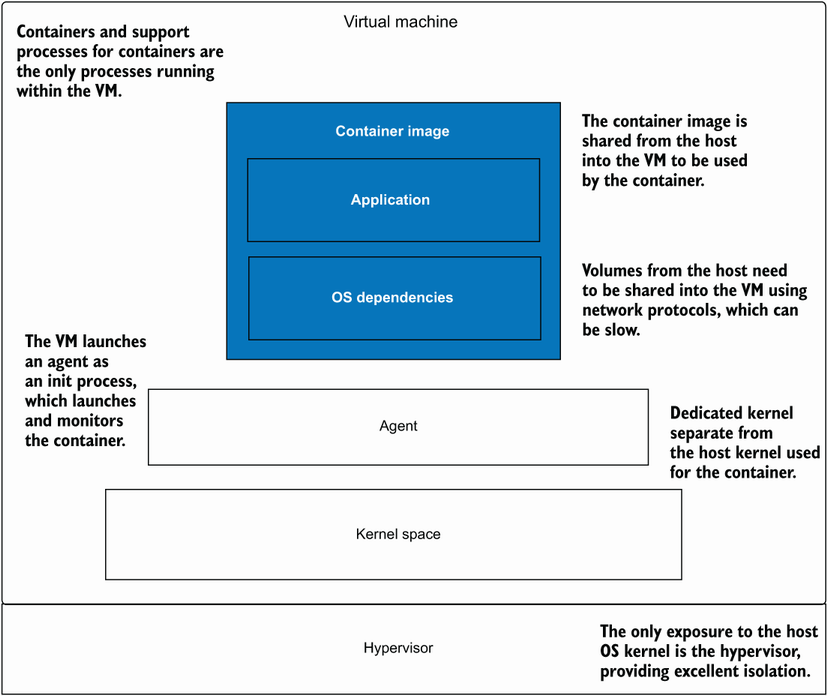 Virtual machine
Containers and support
processes for containers are
the only processes running
within the VM.
Container image
The container image is
shared from the host
into the VM to be used
by the container.
Application
Volumes from the host need
to be shared into the VM using
network protocols, which can
be slow.
OS dependencies
The VM launches
an agent as
an init process,
which launches
and monitors
the container.
Agent
Dedicated kernel
separate from
the host kernel used
for the container.
Kernel space
Hypervisor
The only exposure to the host
OS kernel is the hypervisor,
providing excellent isolation.